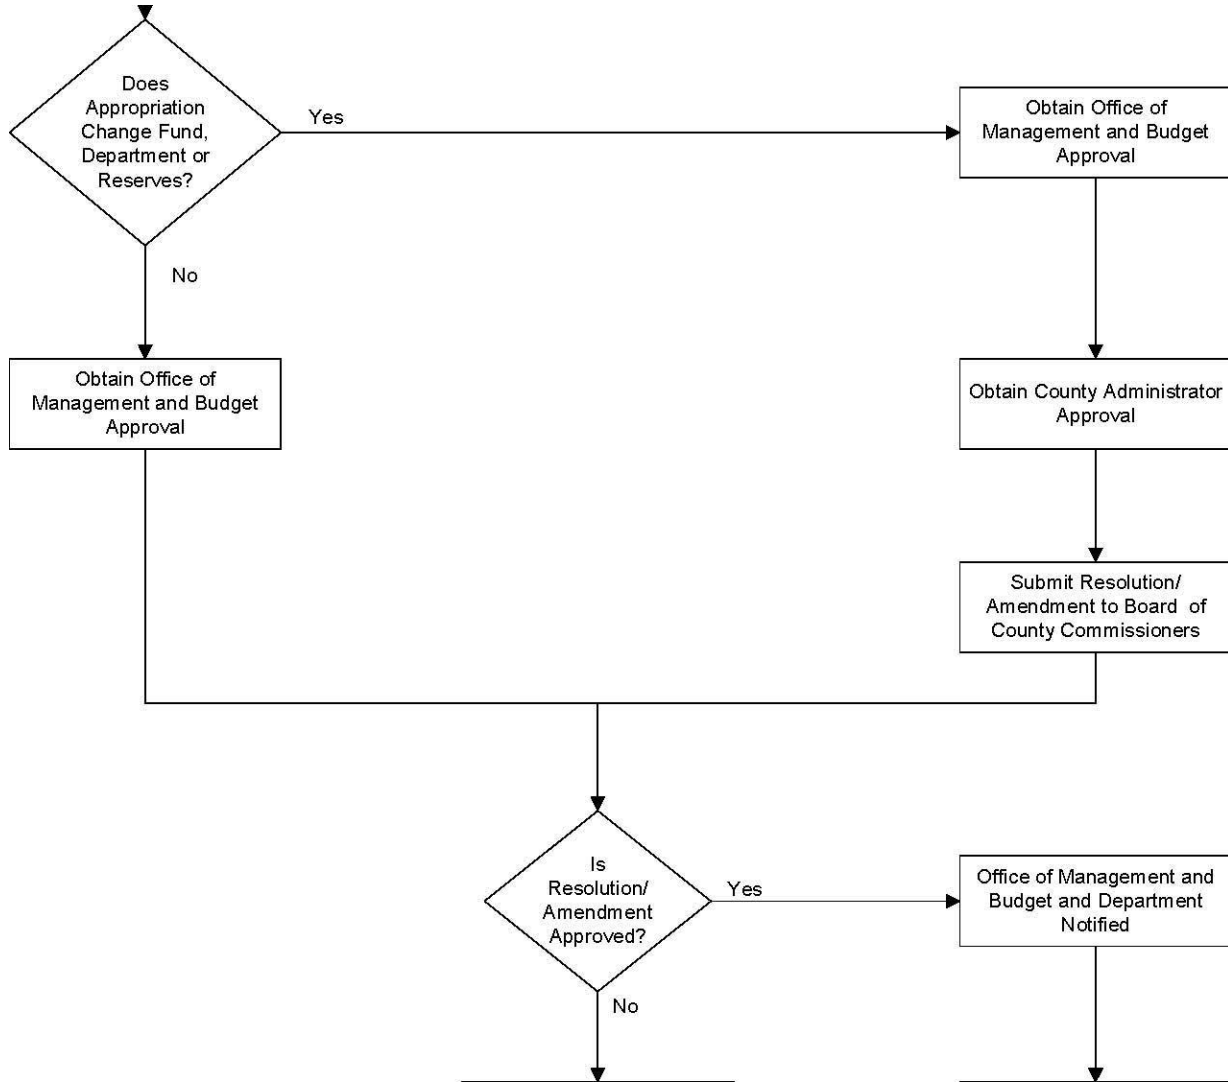 Does
Appropriation
Change Fund,
Department or
Reserves?
Yes
Obtain Office of
Management and Budget
Approval
No
Obtain Office of
Management and Budget
Approval
Obtain County Administrator
Approval
Submit Resolution/
Amendment to Board of
County Commissioners
Is
Resolution/
Amendment
Approved?
Yes
Office of Management and
Budget and Department
Notified
No